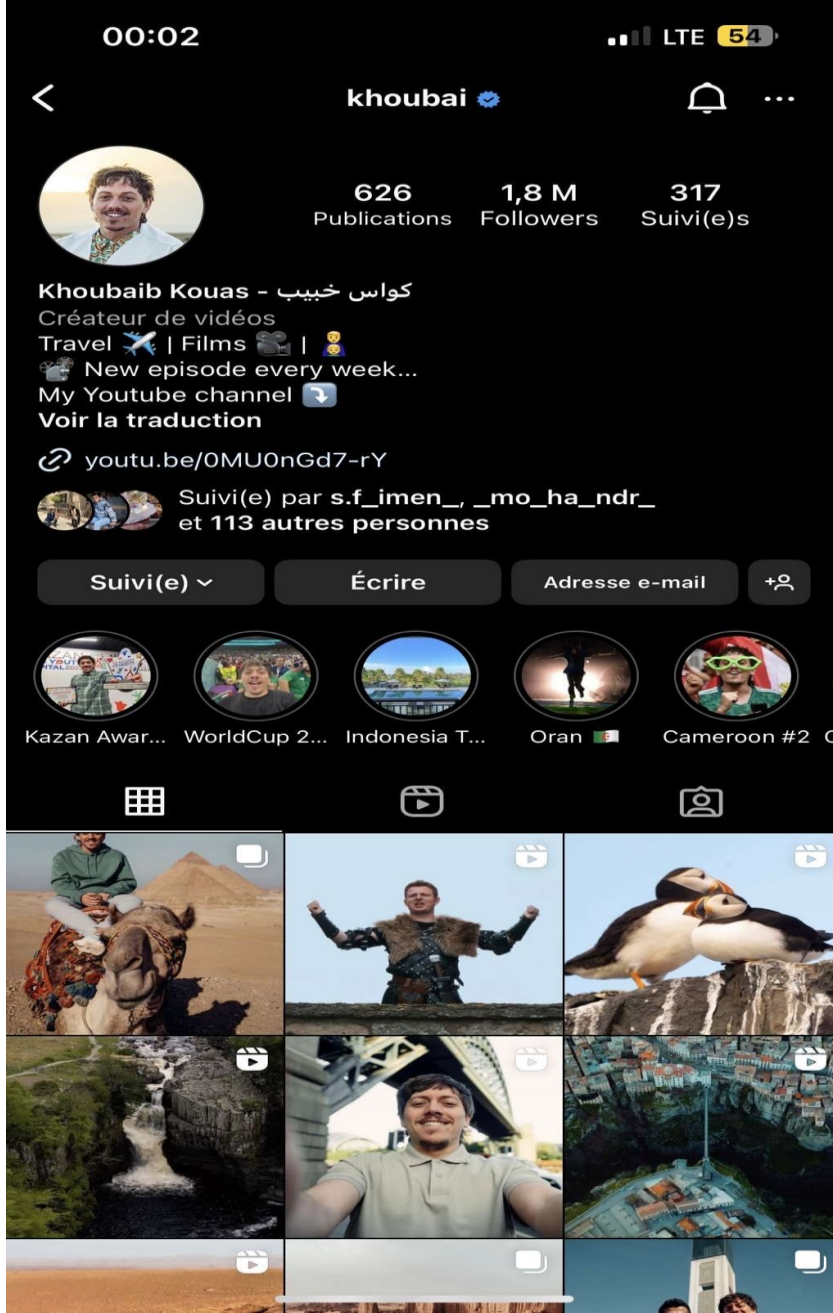 00:02
LTE 54
khoubai
626 1,8 M 317
Publications Followers Suivi(e)s
Khoubaib Kouas - كواس خبيب
Créateur de vidéos
Travel ✈️ | Films 🎥 | 🤱
📽️ New episode every week...
My Youtube channel ⤵️
Voir la traduction
youtu.be/0MU0nGd7-rY
Suivi(e) par s.f_imen_, _mo_ha_ndr_
et 113 autres personnes
Suivi(e) Écrire Adresse e-mail
Kazan Awar... WorldCup 2... Indonesia T... Oran 🇩🇿 Cameroon #2